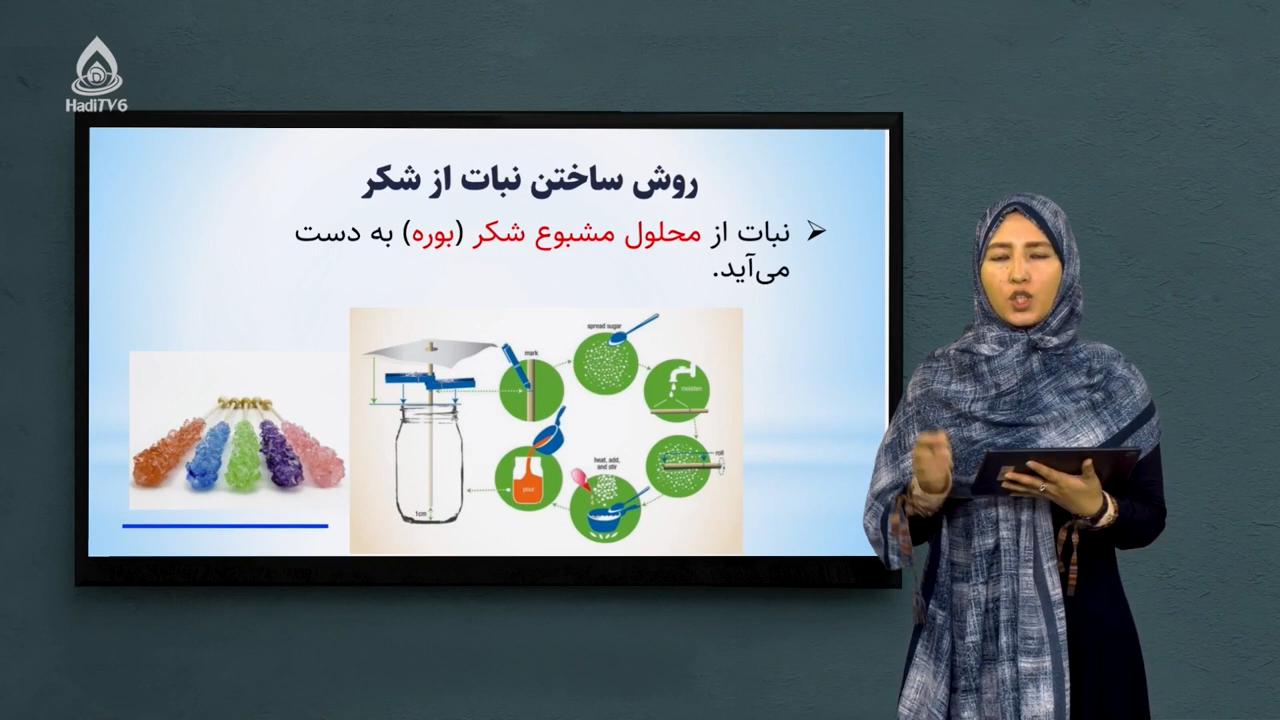 HadiTV6
روش ساختن نبات از شکر
نبات از محلول مشبوع شکر (بوره) به دست
می‌آید.
spread sugar
mark
moisten
roll
heat, add,
and stir
pour
1cm